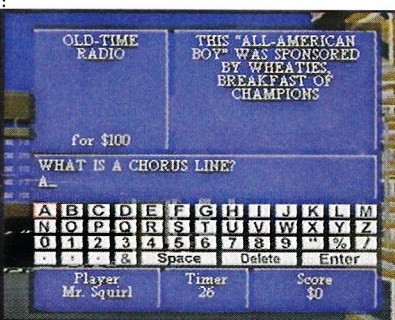 OLD-TIME
RADIO
for $100
THIS "ALL-AMERICAN
BOY" WAS SPONSORED
BY WHEATIES,
BREAKFAST OF
CHAMPIONS
WHAT IS A CHORUS LINE?
A_
A B C D E F G H I J K L M
N O P Q R S T U V W X Y Z
0 1 2 3 4 5 6 7 8 9 " % /
& Space Delete Enter
Player Timer Score
Mr. Squirl 26 $0